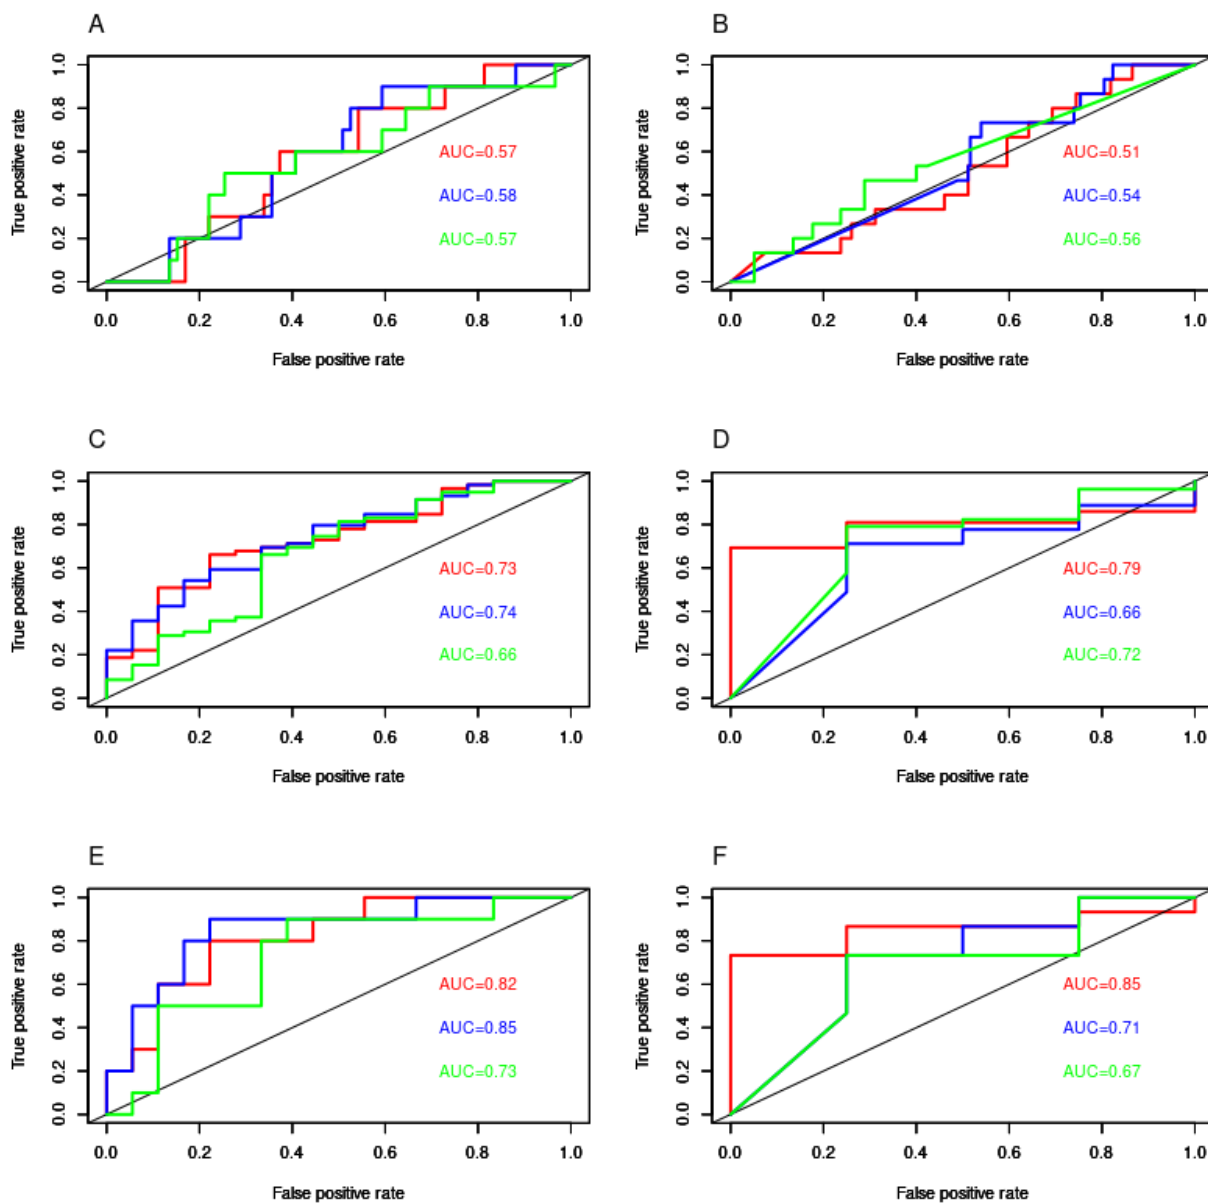 A
True positive rate
1.0
0.8
0.6
0.4
0.2
0.0
AUC=0.57
AUC=0.58
AUC=0.57
0.0 0.2 0.4 0.6 0.8 1.0
False positive rate
B
True positive rate
1.0
0.8
0.6
0.4
0.2
0.0
AUC=0.51
AUC=0.54
AUC=0.56
0.0 0.2 0.4 0.6 0.8 1.0
False positive rate
C
True positive rate
1.0
0.8
0.6
0.4
0.2
0.0
AUC=0.73
AUC=0.74
AUC=0.66
0.0 0.2 0.4 0.6 0.8 1.0
False positive rate
D
True positive rate
1.0
0.8
0.6
0.4
0.2
0.0
AUC=0.79
AUC=0.66
AUC=0.72
0.0 0.2 0.4 0.6 0.8 1.0
False positive rate
E
True positive rate
1.0
0.8
0.6
0.4
0.2
0.0
AUC=0.82
AUC=0.85
AUC=0.73
0.0 0.2 0.4 0.6 0.8 1.0
False positive rate
F
True positive rate
1.0
0.8
0.6
0.4
0.2
0.0
AUC=0.85
AUC=0.71
AUC=0.67
0.0 0.2 0.4 0.6 0.8 1.0
False positive rate